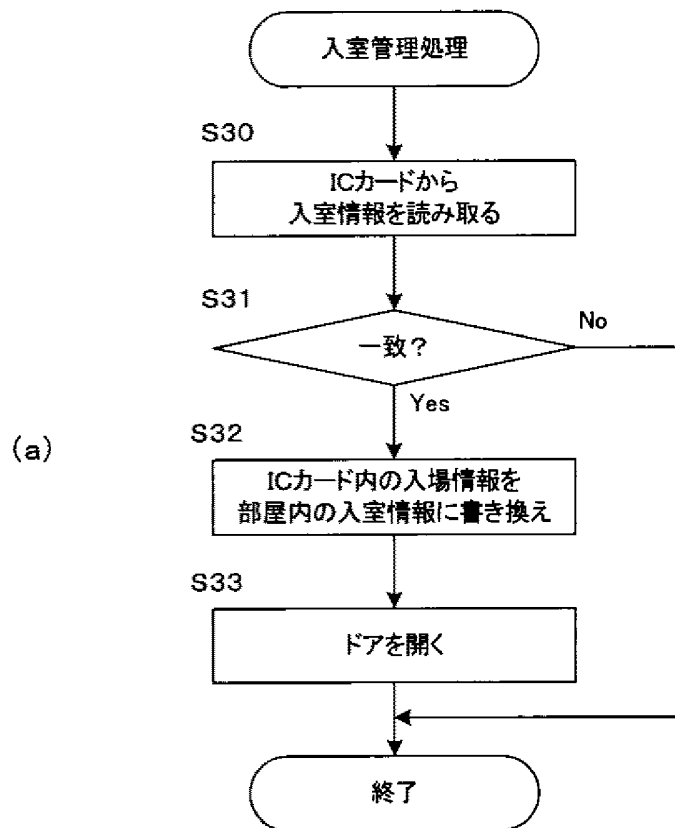 入室管理処理
S30
ICカードから
入室情報を読み取る
S31
一致?
No
Yes
(a)
S32
ICカード内の入場情報を
部屋内の入室情報に書き換え
S33
ドアを開く
終了